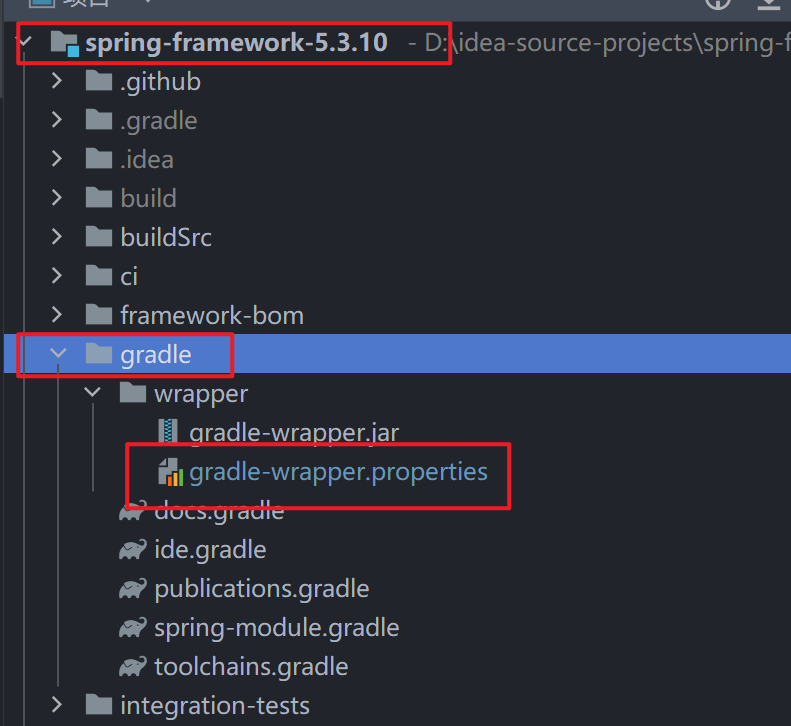 项目
spring-framework-5.3.10 - D:\idea-source-projects\spring-f
.github
.gradle
.idea
build
buildSrc
ci
framework-bom
gradle
wrapper
gradle-wrapper.jar
gradle-wrapper.properties
docs.gradle
ide.gradle
publications.gradle
spring-module.gradle
toolchains.gradle
integration-tests